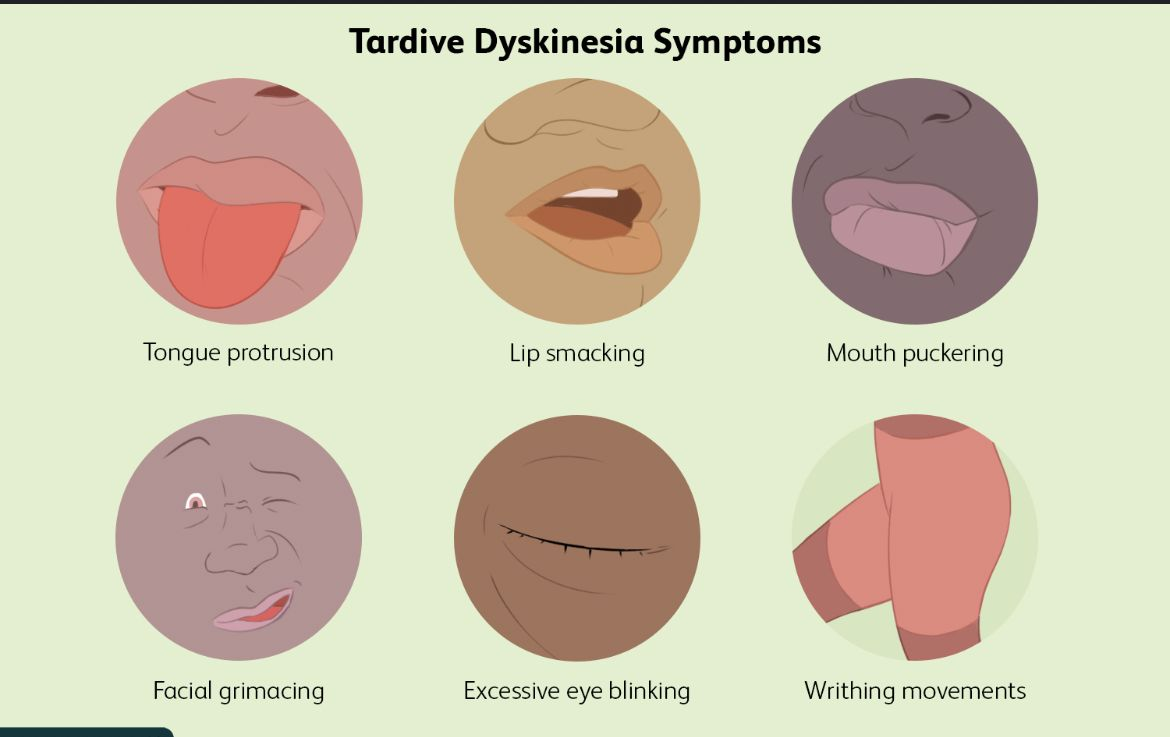 Tardive Dyskinesia Symptoms
Tongue protrusion
Lip smacking
Mouth puckering
Facial grimacing
Excessive eye blinking
Writhing movements